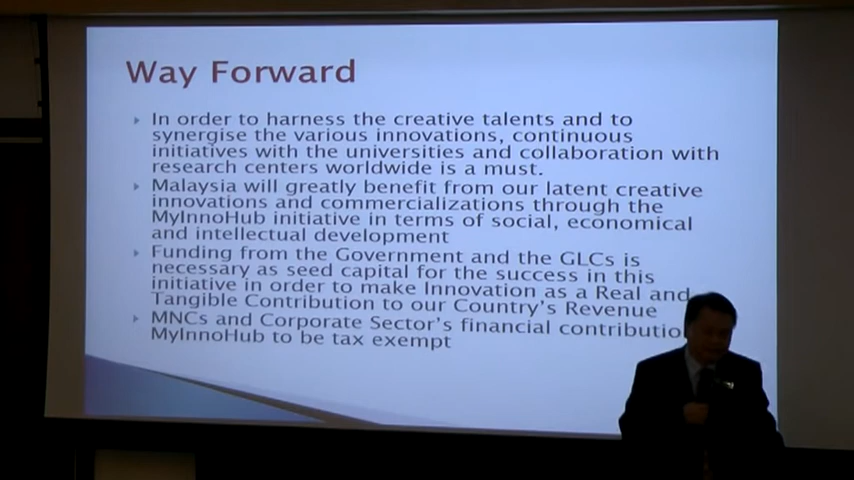 Way Forward
In order to harness the creative talents and to
synergise the various innovations, continuous
initiatives with the universities and collaboration with
research centers worldwide is a must.
Malaysia will greatly benefit from our latent creative
innovations and commercializations through the
MyInnoHub initiative in terms of social, economical
and intellectual development
Funding from the Government and the GLCs is
necessary as seed capital for the success in this
initiative in order to make Innovation as a Real and
Tangible Contribution to our Country's Revenue
MNCs and Corporate Sector's financial contributio
MyInnoHub to be tax exempt